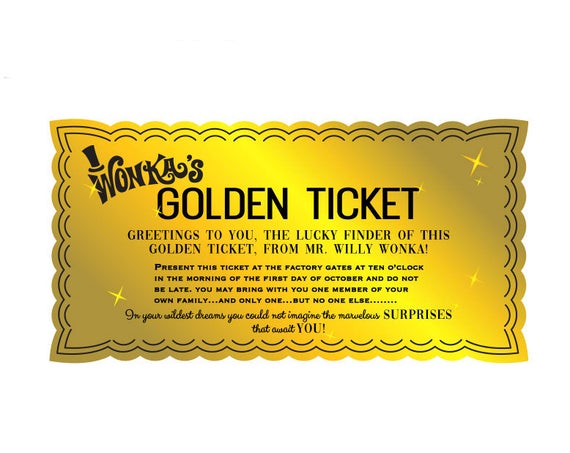 WONKA'S
GOLDEN TICKET
GREETINGS TO YOU, THE LUCKY FINDER OF THIS
GOLDEN TICKET, FROM MR. WILLY WONKA!
PRESENT THIS TICKET AT THE FACTORY GATES AT TEN O'CLOCK
IN THE MORNING OF THE FIRST DAY OF OCTOBER AND DO NOT
BE LATE. YOU MAY BRING WITH YOU ONE MEMBER OF YOUR
OWN FAMILY...AND ONLY ONE...BUT NO ONE ELSE........
In your wildest dreams you could not imagine the marvelous SURPRISES
that await YOU!